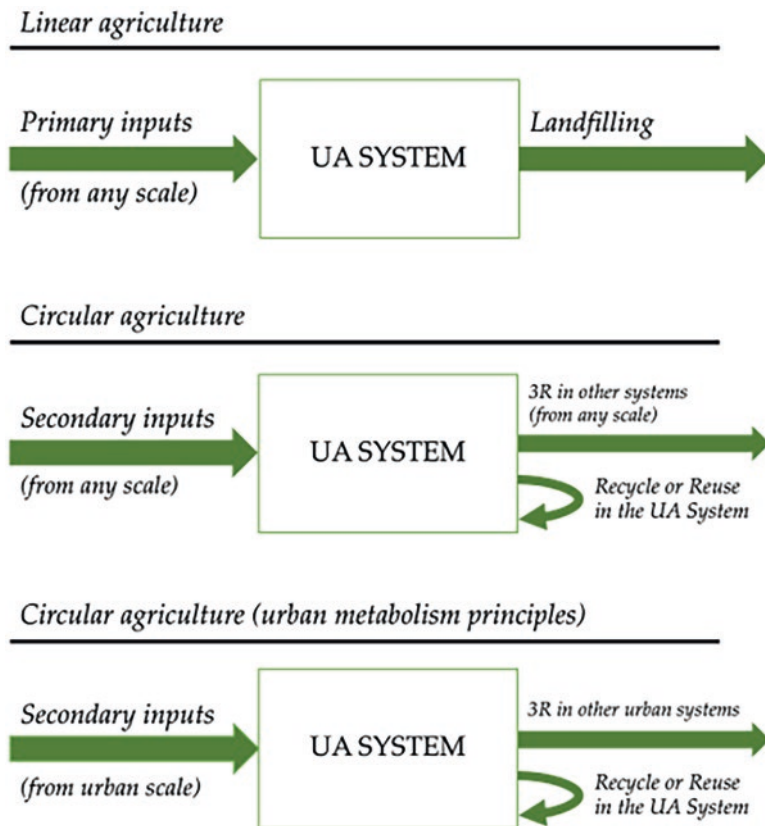 Linear agriculture
Primary inputs
(from any scale)
UA SYSTEM
Landfilling
Circular agriculture
Secondary inputs
(from any scale)
UA SYSTEM
3R in other systems
(from any scale)
Recycle or Reuse
in the UA System
Circular agriculture (urban metabolism principles)
Secondary inputs
(from urban scale)
UA SYSTEM
3R in other urban systems
Recycle or Reuse
in the UA System